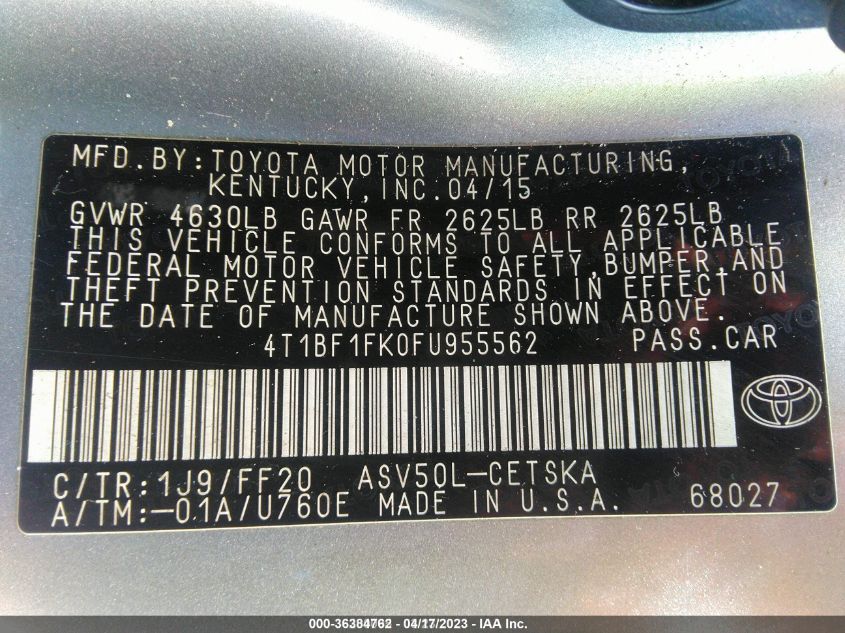 MFD.BY:TOYOTA MOTOR MANUFACTURING,
KENTUCKY,INC.04/15
GVWR 4630LB GAWR FR 2625LB RR 2625LB
THIS VEHICLE CONFORMS TO ALL APPLICABLE
FEDERAL MOTOR VEHICLE SAFETY,BUMPER,AND
THEFT PREVENTION STANDARDS IN EFFECT ON
THE DATE OF MANUFACTURE SHOWN ABOVE.
4T1BF1FK0FU955562 PASS.CAR
C/TR:1J9/FF20 ASV50L-CETSKA
A/TM:-01A/U760E MADE IN U.S.A. 68027
000-36384762 - 04/17/2023 - IAA Inc.